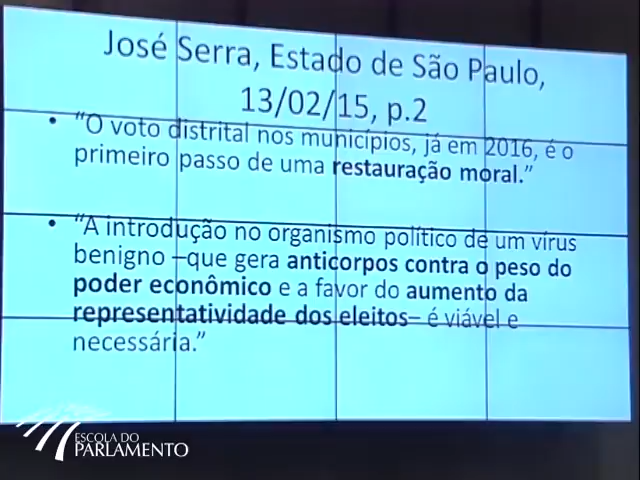 José Serra, Estado de São Paulo,
13/02/15, p.2
• “O voto distrital nos municípios, já em 2016, é o
primeiro passo de uma restauração moral.”
• “A introdução no organismo político de um vírus
benigno –que gera anticorpos contra o peso do
poder econômico e a favor do aumento da
representatividade dos eleitos– é viável e
necessária.”
ESCOLA DO
PARLAMENTO